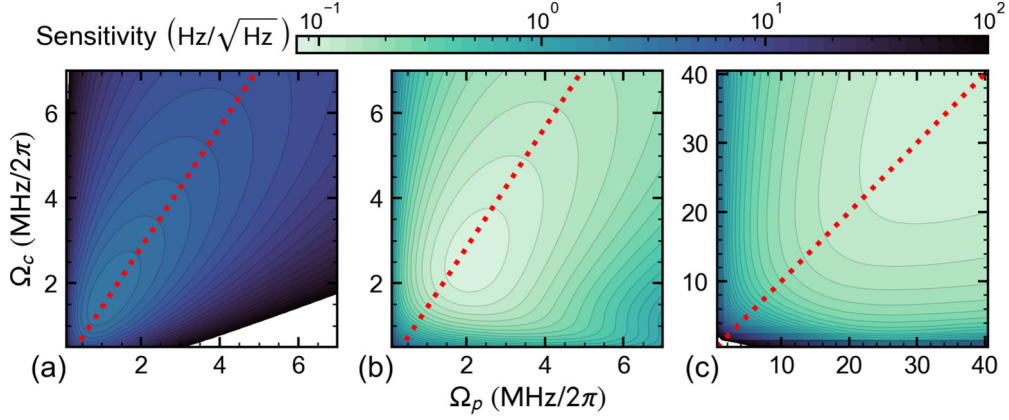 10⁻¹ 10⁰ 10¹ 10²
Sensitivity (Hz/√Hz)
6 6 40
4 4 30
20
2 2 10
Ω_c (MHz/2π)
2 4 6 2 4 6 10 20 30 40
(a) (b) (c)
Ω_p (MHz/2π)